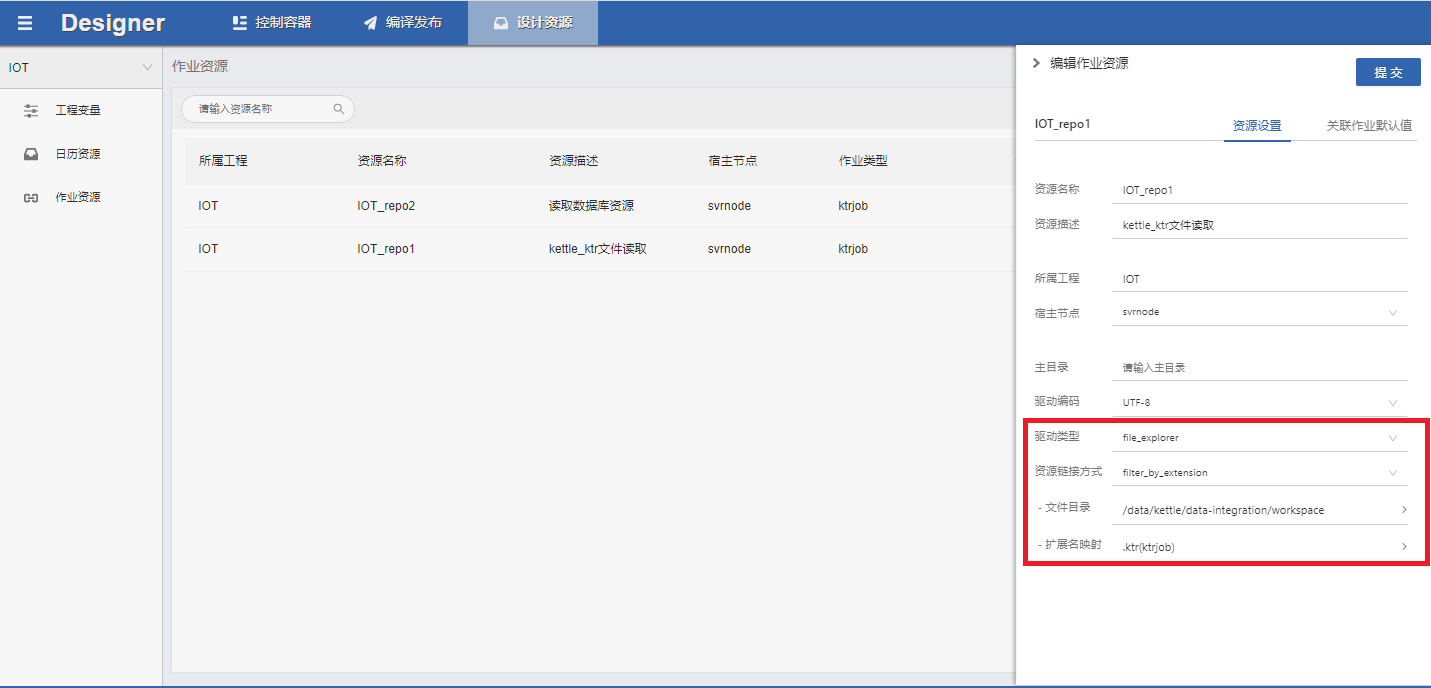 Designer 控制容器 编译发布 设计资源
IOT
工程变量
日历资源
作业资源
作业资源
请输入资源名称
所属工程 资源名称 资源描述 宿主节点 作业类型
IOT IOT_repo2 读取数据库资源 svrnode ktrjob
IOT IOT_repo1 kettle_ktr文件读取 svrnode ktrjob
编辑作业资源
提 交
IOT_repo1 资源设置 关联作业默认值
资源名称 IOT_repo1
资源描述 kettle_ktr文件读取
所属工程 IOT
宿主节点 svrnode
主目录 请输入主目录
驱动编码 UTF-8
驱动类型 file_explorer
资源链接方式 filter_by_extension
- 文件目录 /data/kettle/data-integration/workspace
- 扩展名映射 .ktr(ktrjob)